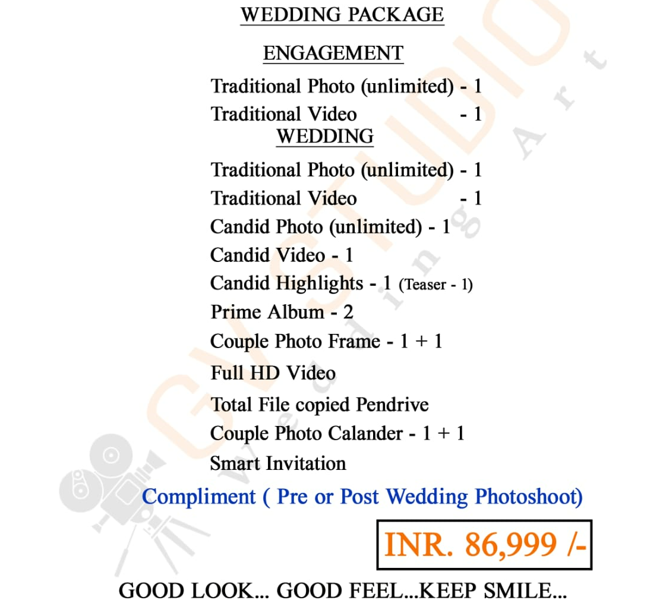 WEDDING PACKAGE
ENGAGEMENT
Traditional Photo (unlimited) - 1
Traditional Video - 1
WEDDING
Traditional Photo (unlimited) - 1
Traditional Video - 1
Candid Photo (unlimited) - 1
Candid Video - 1
Candid Highlights - 1 (Teaser - 1)
Prime Album - 2
Couple Photo Frame - 1 + 1
Full HD Video
Total File copied Pendrive
Couple Photo Calander - 1 + 1
Smart Invitation
Compliment ( Pre or Post Wedding Photoshoot)
INR. 86,999 /-
GOOD LOOK... GOOD FEEL...KEEP SMILE...
GV STUDIO
Wedding Art